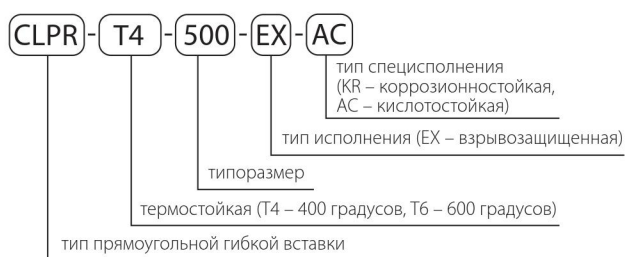 CLPR - T4 - 500 - EX - AC
тип специсполнения
(KR – коррозионностойкая,
AC – кислотостойкая)
тип исполнения (EX – взрывозащищенная)
типоразмер
термостойкая (T4 – 400 градусов, T6 – 600 градусов)
тип прямоугольной гибкой вставки